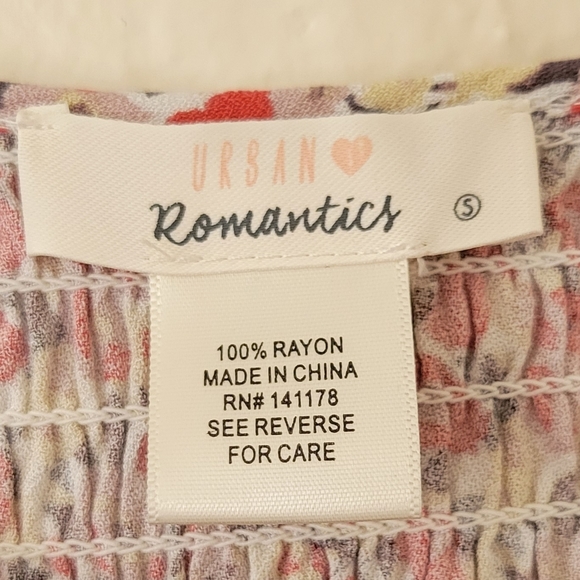 URBAN
Romantics
S
100% RAYON
MADE IN CHINA
RN# 141178
SEE REVERSE
FOR CARE